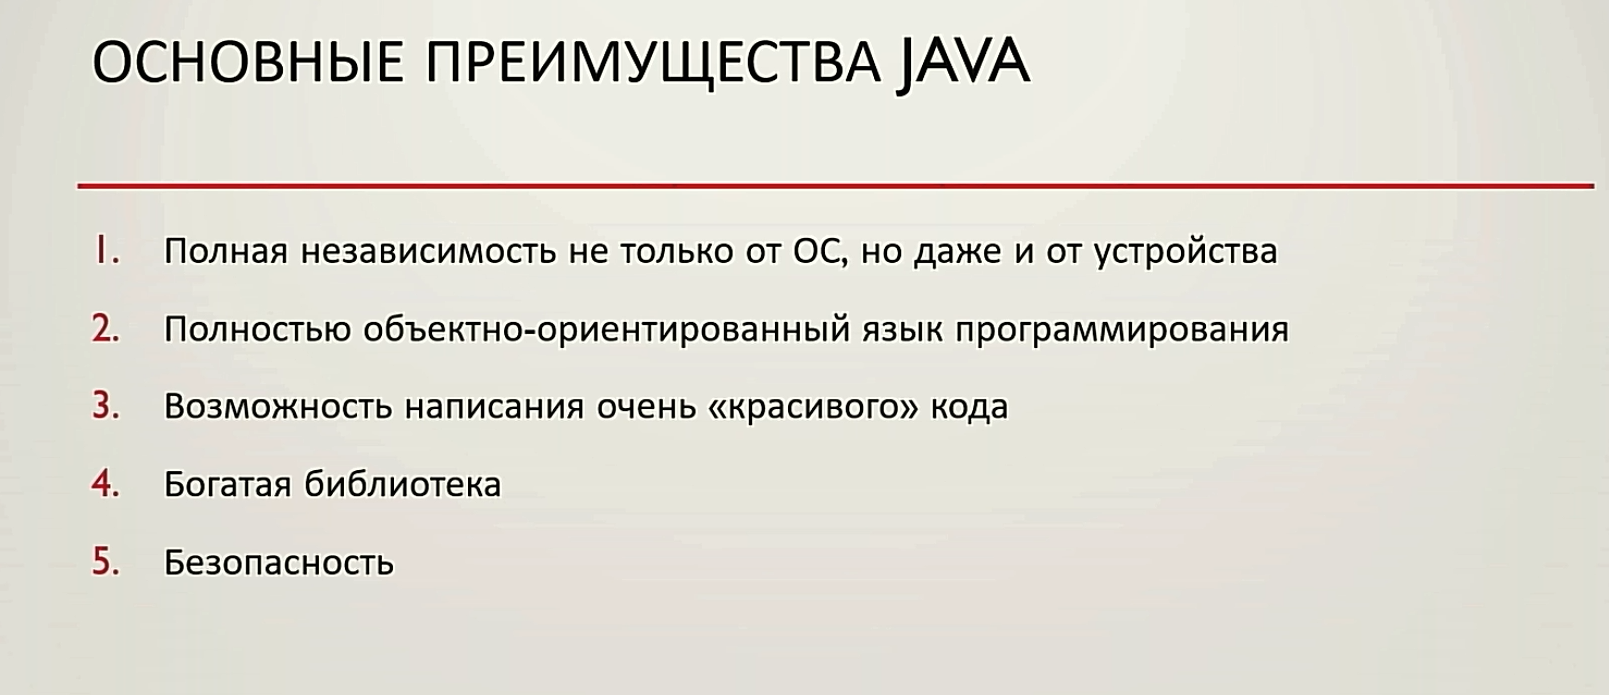 ОСНОВНЫЕ ПРЕИМУЩЕСТВА JAVA
1. Полная независимость не только от ОС, но даже и от устройства
2. Полностью объектно-ориентированный язык программирования
3. Возможность написания очень «красивого» кода
4. Богатая библиотека
5. Безопасность